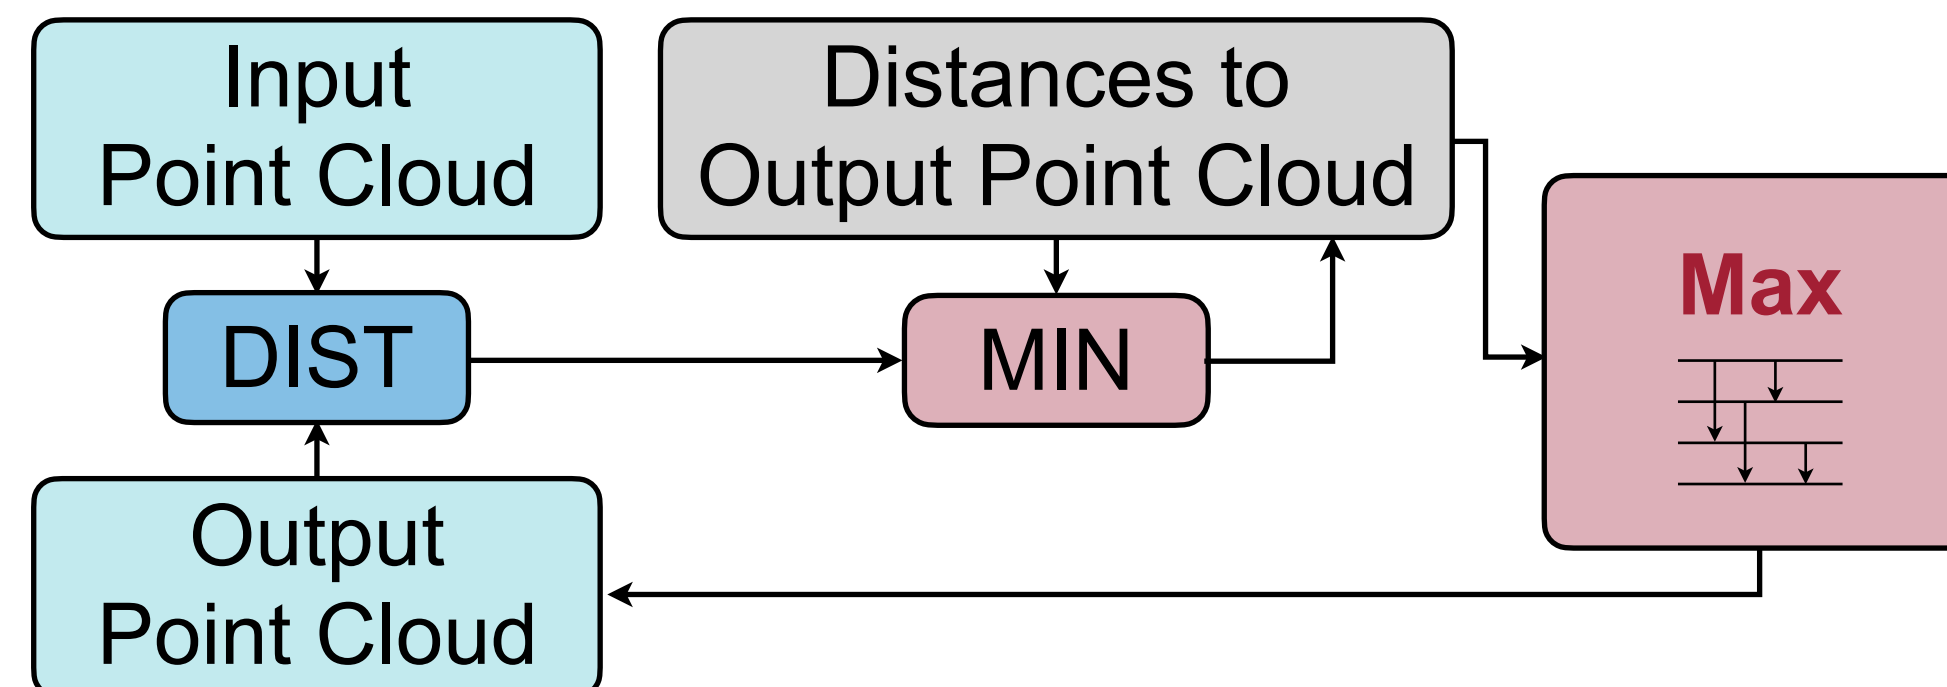 Input
Point Cloud
Distances to
Output Point Cloud
Max
DIST
MIN
Output
Point Cloud